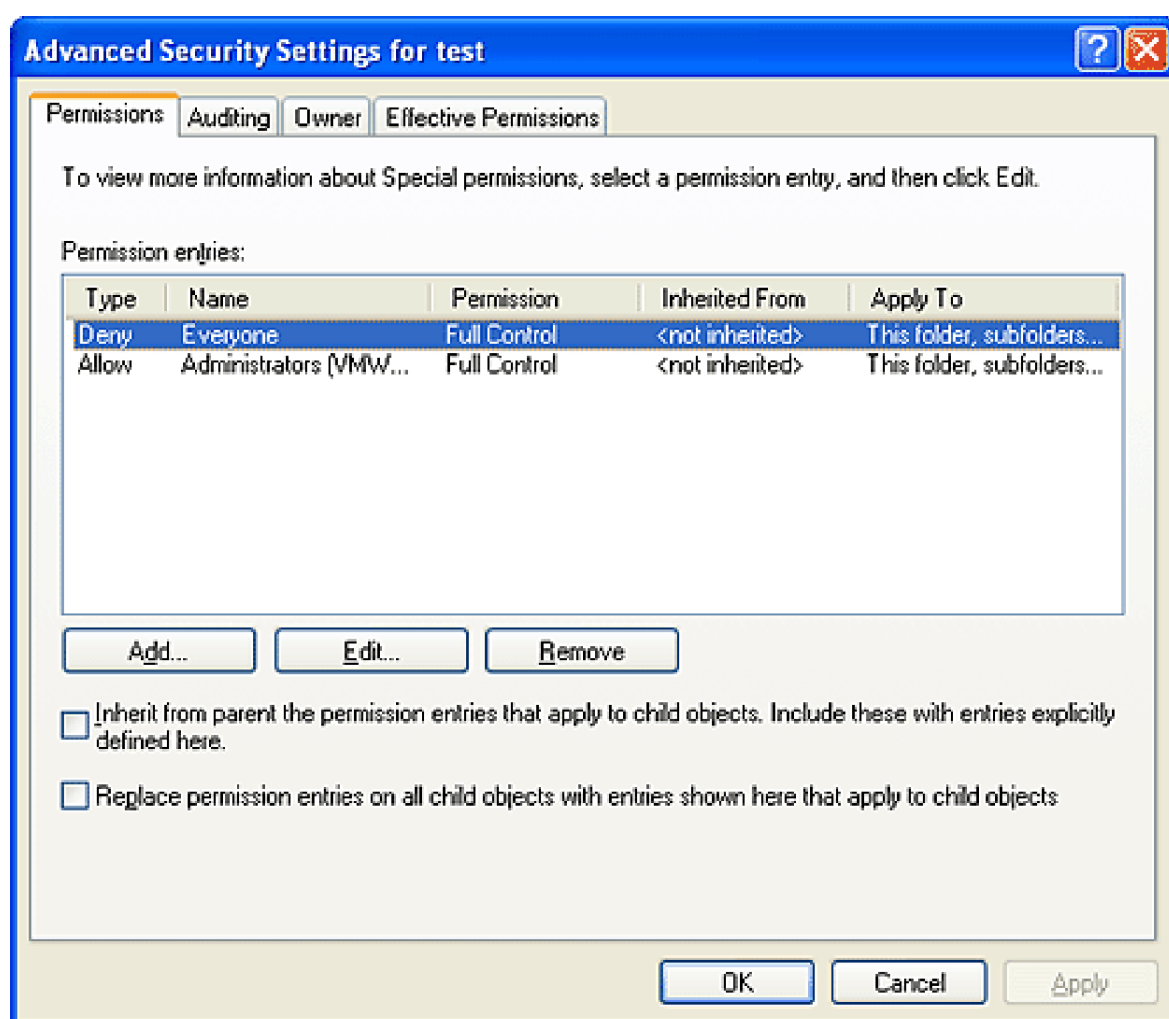 Advanced Security Settings for test
Permissions Auditing Owner Effective Permissions
To view more information about Special permissions, select a permission entry, and then click Edit.
Permission entries:
Type Name Permission Inherited From Apply To
Deny Everyone Full Control <not inherited> This folder, subfolders...
Allow Administrators (VMW... Full Control <not inherited> This folder, subfolders...
Add... Edit... Remove
Inherit from parent the permission entries that apply to child objects. Include these with entries explicitly
defined here.
Replace permission entries on all child objects with entries shown here that apply to child objects
OK Cancel Apply